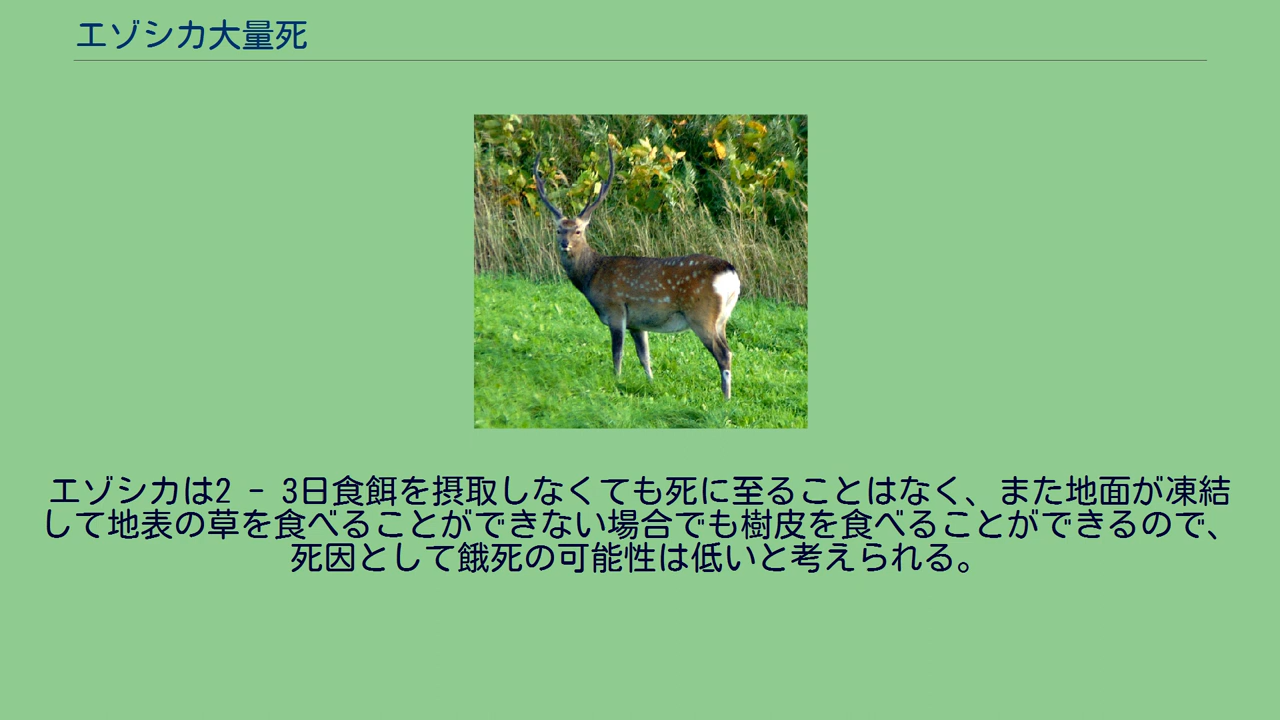 エゾシカ大量死
エゾシカは2 - 3日食餌を摂取しなくても死に至ることはなく、また地面が凍結
して地表の草を食べることができない場合でも樹皮を食べることができるので、
死因として餓死の可能性は低いと考えられる。